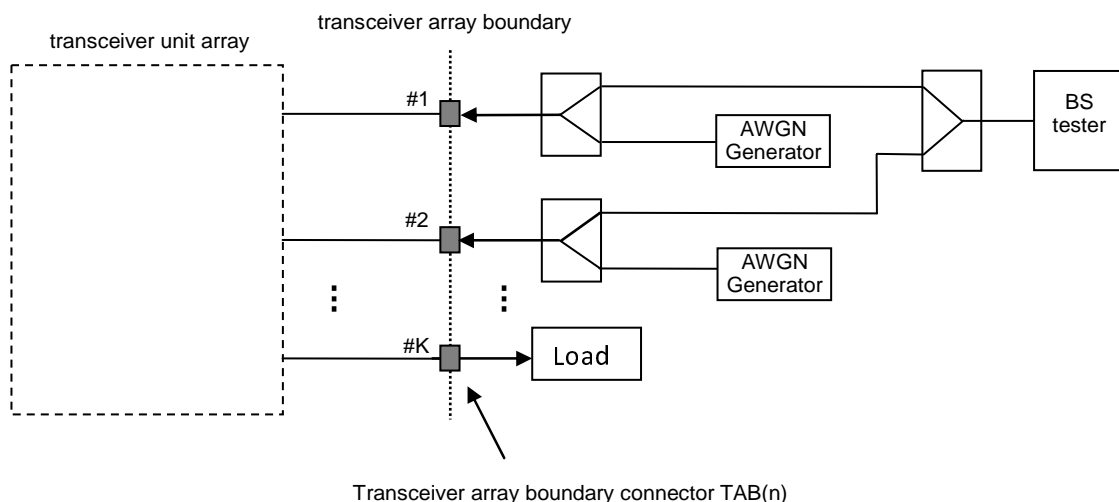 transceiver array boundary
transceiver unit array
#1
BS
tester
AWGN
Generator
#2
AWGN
Generator
#K
Load
Transceiver array boundary connector TAB(n)